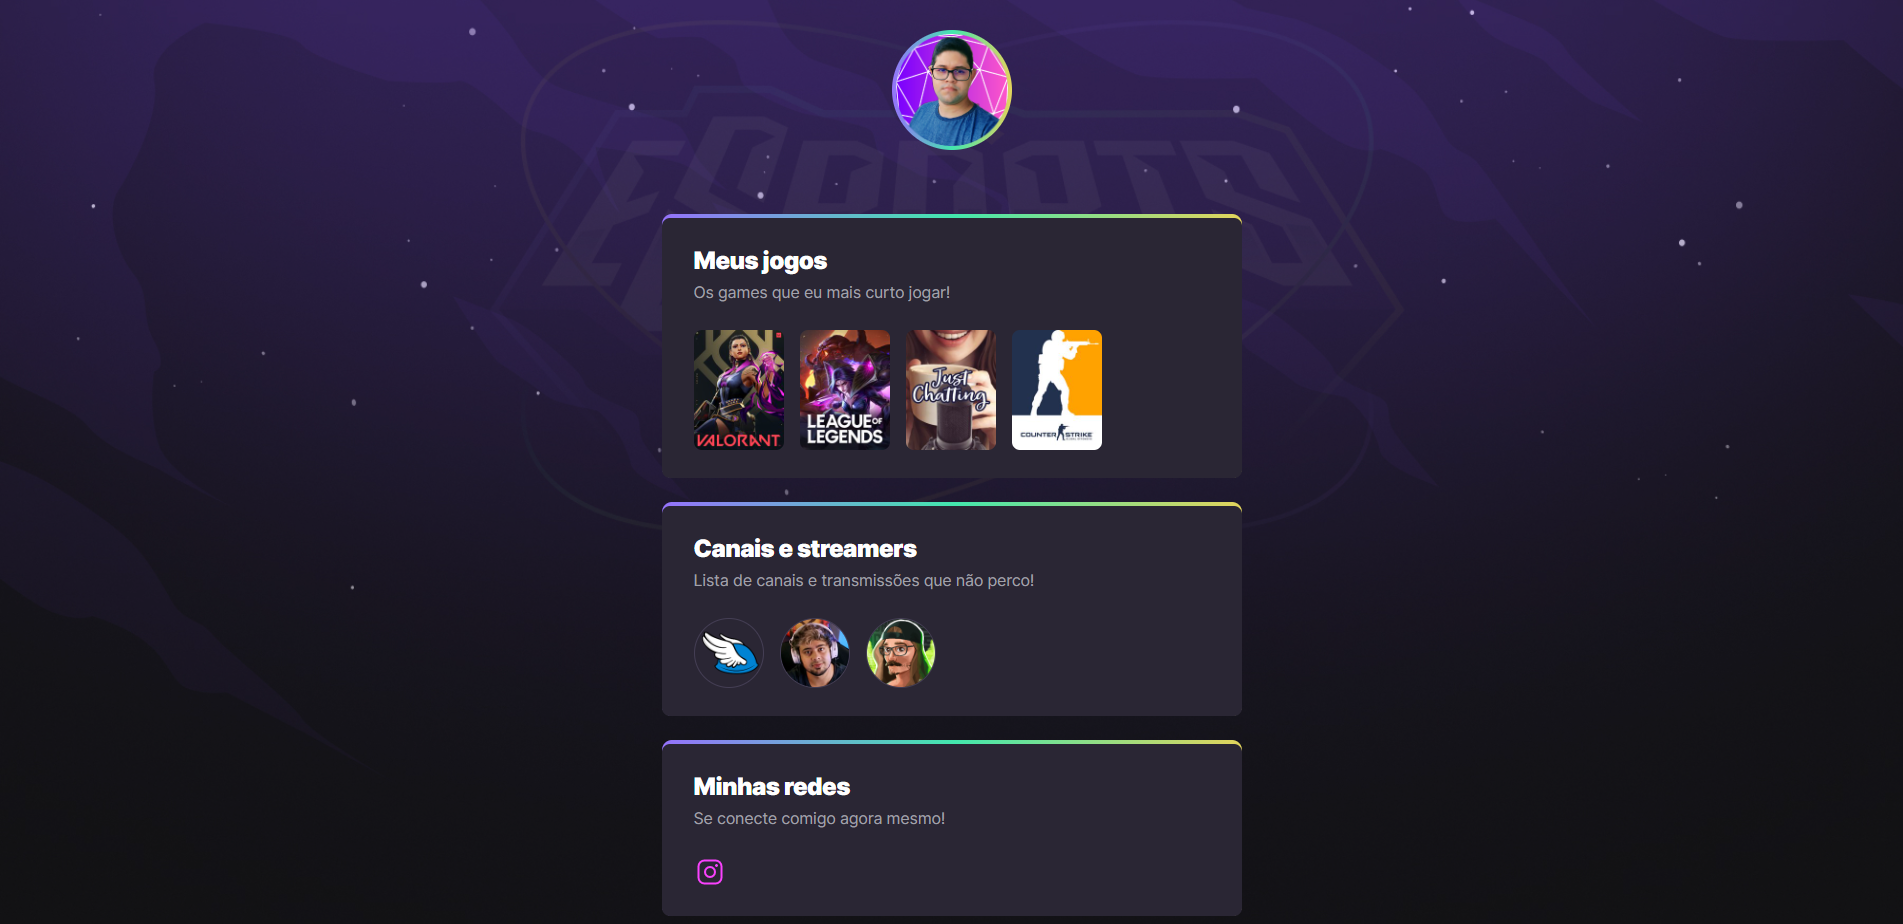 ESPORTS
Meus jogos
Os games que eu mais curto jogar!
VALORANT
LEAGUE OF
LEGENDS
Just
Chatting
COUNTER STRIKE
Canais e streamers
Lista de canais e transmissões que não perco!
Minhas redes
Se conecte comigo agora mesmo!